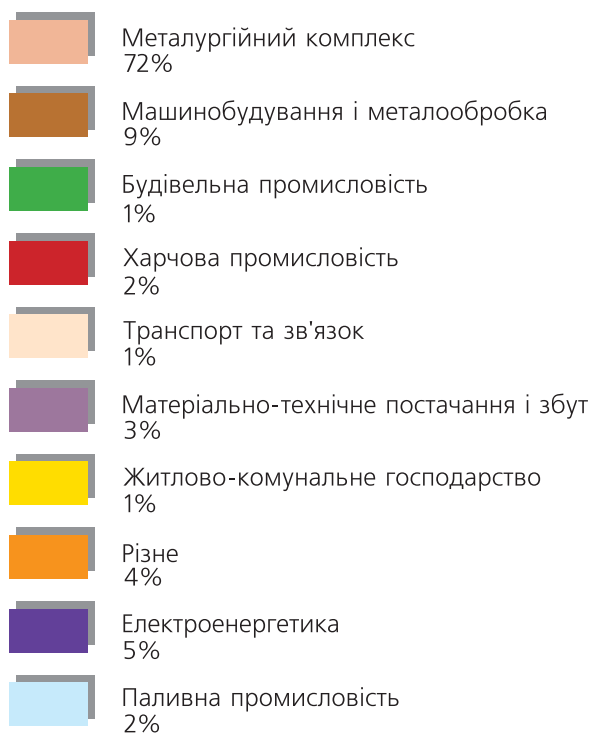 Металургійний комплекс
72%
Машинобудування і металообробка
9%
Будівельна промисловість
1%
Харчова промисловість
2%
Транспорт та зв'язок
1%
Матеріально-технічне постачання і збут
3%
Житлово-комунальне господарство
1%
Різне
4%
Електроенергетика
5%
Паливна промисловість
2%